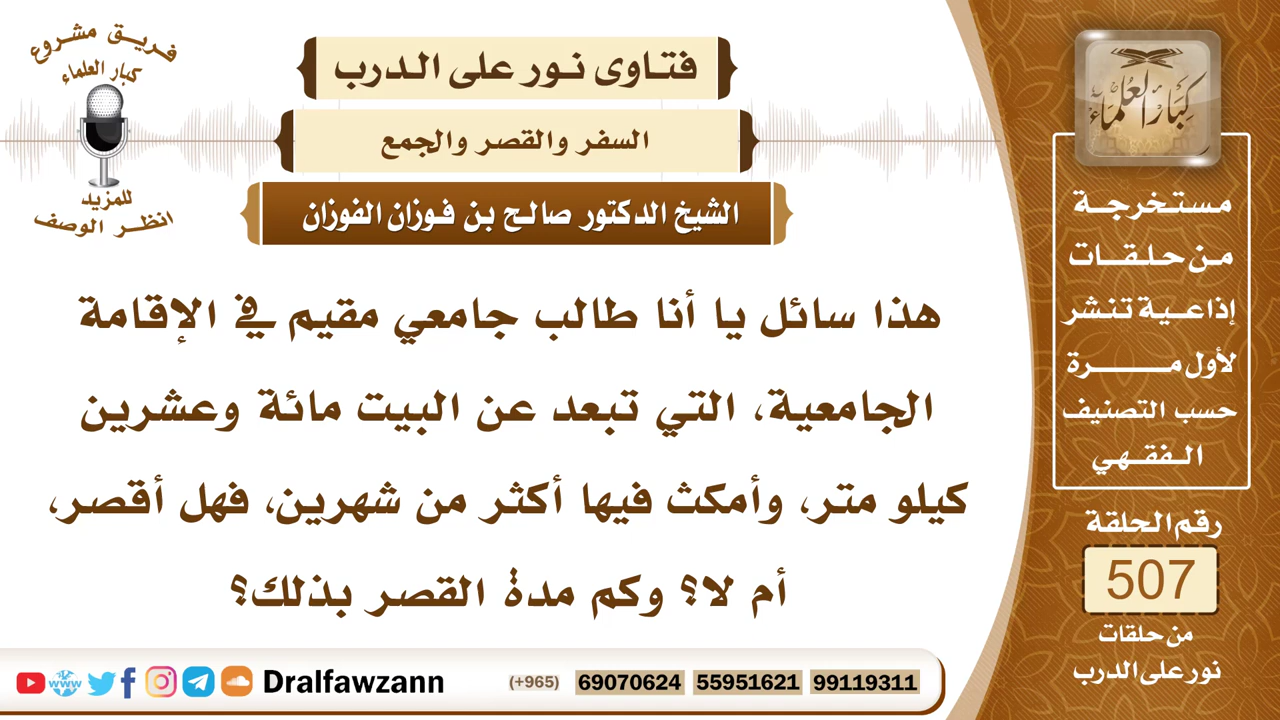 فريق مشروع
كبار العلماء
للمزيد
انظر الوصف
فتاوى نور على الدرب
السفر والقصر والجمع
الشيخ الدكتور صالح بن فوزان الفوزان
هذا سائل يا أنا طالب جامعي مقيم في الإقامة
الجامعية، التي تبعد عن البيت مائة وعشرين
كيلو متر، وأمكث فيها أكثر من شهرين، فهل أقصر،
أم لا؟ وكم مدة القصر بذلك؟
كبار العلماء
مستخرجة
من حلقات
إذاعية تنشر
لأول مرة
حسب التصنيف
الفقهي
رقم الحلقة
507
من حلقات
نور على الدرب
www
Dralfawzann (+965) 69070624 55951621 99119311